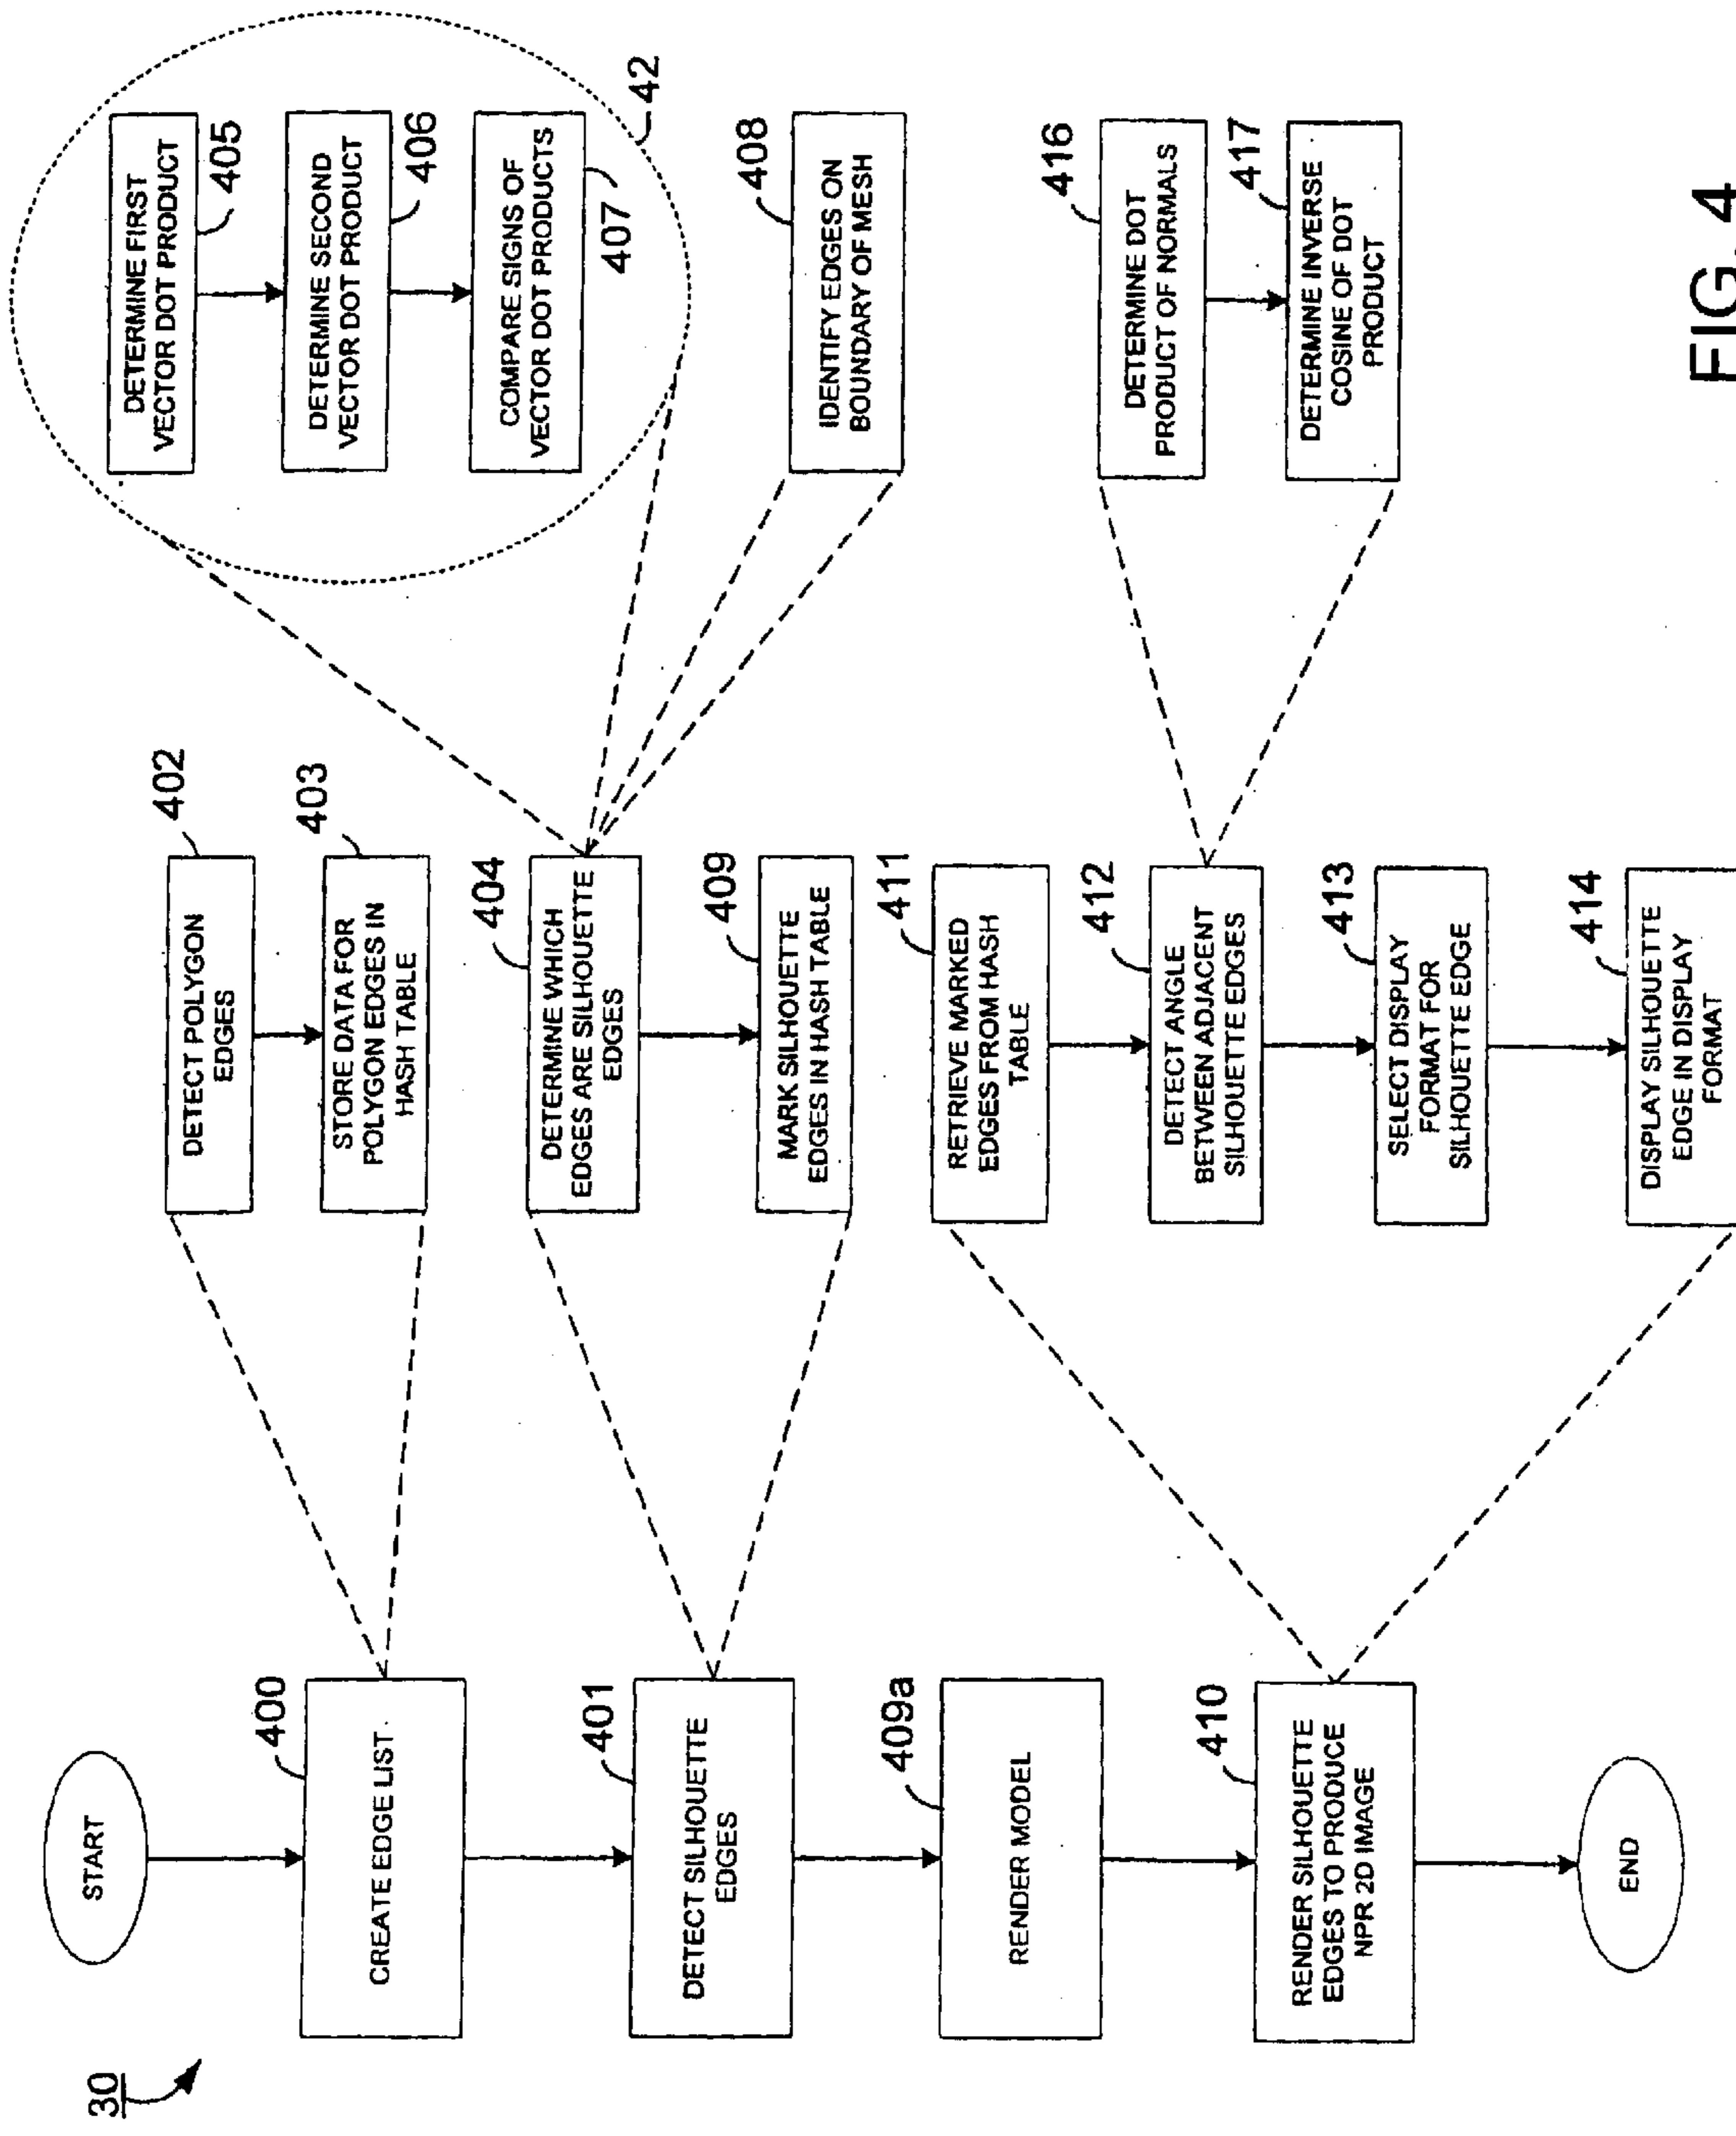 30
START
400
CREATE EDGE LIST
401
DETECT SILHOUETTE
EDGES
409a
RENDER MODEL
410
RENDER SILHOUETTE
EDGES TO PRODUCE
NPR 2D IMAGE
END
402
DETECT POLYGON
EDGES
403
STORE DATA FOR
POLYGON EDGES IN
HASH TABLE
404
DETERMINE WHICH
EDGES ARE SILHOUETTE
EDGES
409
MARK SILHOUETTE
EDGES IN HASH TABLE
411
RETRIEVE MARKED
EDGES FROM HASH
TABLE
412
DETECT ANGLE
BETWEEN ADJACENT
SILHOUETTE EDGES
413
SELECT DISPLAY
FORMAT FOR
SILHOUETTE EDGE
414
DISPLAY SILHOUETTE
EDGE IN DISPLAY
FORMAT
DETERMINE FIRST
VECTOR DOT PRODUCT
405
DETERMINE SECOND
VECTOR DOT PRODUCT
406
COMPARE SIGNS OF
VECTOR DOT PRODUCTS
407
42
408
IDENTIFY EDGES ON
BOUNDARY OF MESH
416
DETERMINE DOT
PRODUCT OF NORMALS
417
DETERMINE INVERSE
COSINE OF DOT
PRODUCT
FIG. 4